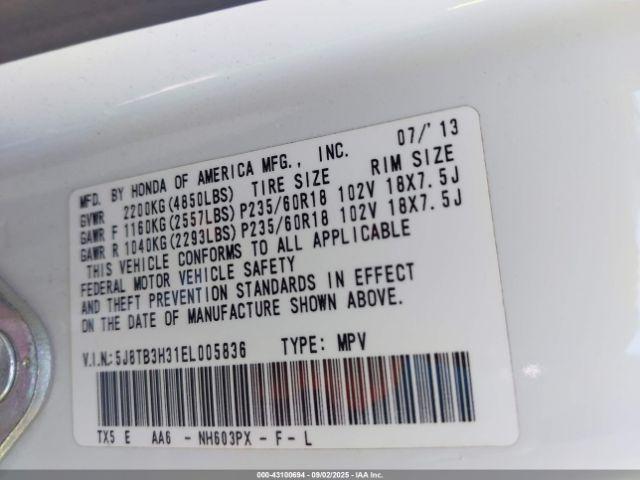 MFD. BY HONDA OF AMERICA MFG., INC. 07/'13
GVWR 2200KG(4850LBS) TIRE SIZE RIM SIZE
GAWR F 1160KG(2557LBS)P235/60R18 102V 18X7.5J
GAWR R 1040KG(2293LBS)P235/60R18 102V 18X7.5J
THIS VEHICLE CONFORMS TO ALL APPLICABLE
FEDERAL MOTOR VEHICLE SAFETY
AND THEFT PREVENTION STANDARDS IN EFFECT
ON THE DATE OF MANUFACTURE SHOWN ABOVE.
V.I.N.:5J8TB3H31EL005836 TYPE: MPV
TX5 E AA6 - NH603PX - F - L
000-43100694 - 09/02/2025 - IAAI.COM